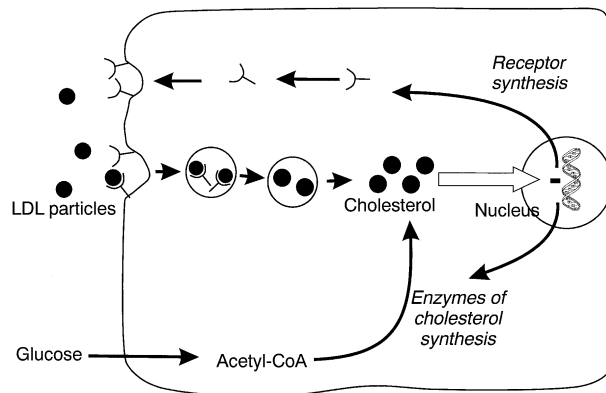 Receptor
synthesis
LDL particles
Cholesterol
Nucleus
Enzymes of
cholesterol
synthesis
Glucose
Acetyl-CoA